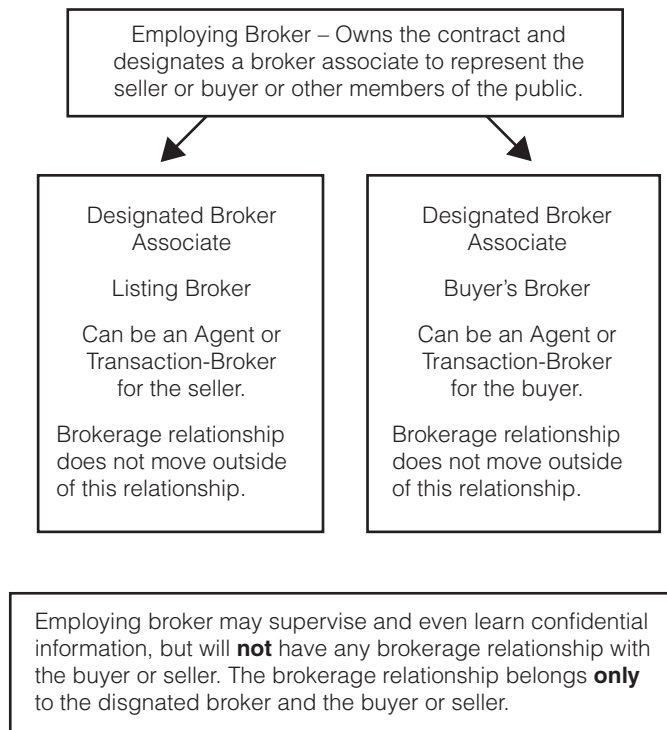 Employing Broker – Owns the contract and
designates a broker associate to represent the
seller or buyer or other members of the public.
Designated Broker
Associate
Listing Broker
Can be an Agent or
Transaction-Broker
for the seller.
Brokerage relationship
does not move outside
of this relationship.
Designated Broker
Associate
Buyer’s Broker
Can be an Agent or
Transaction-Broker
for the buyer.
Brokerage relationship
does not move outside
of this relationship.
Employing broker may supervise and even learn confidential
information, but will not have any brokerage relationship with
the buyer or seller. The brokerage relationship belongs only
to the disgnated broker and the buyer or seller.